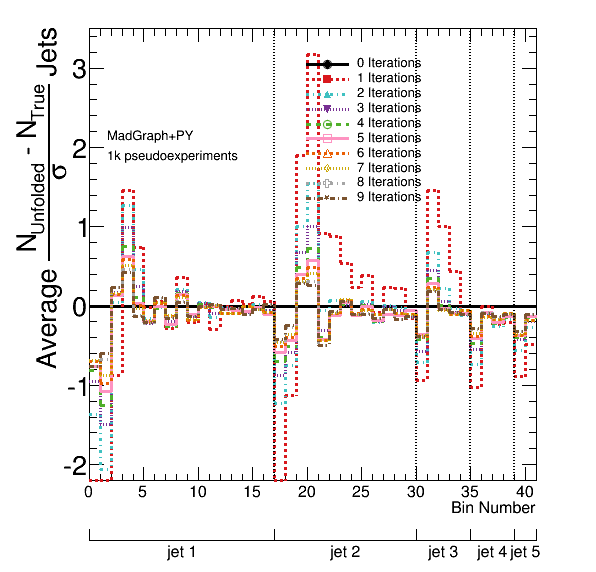 Average N_Unfolded - N_True / σ Jets
3
2
1
0
-1
-2
MadGraph+PY
1k pseudoexperiments
0 Iterations
1 Iterations
2 Iterations
3 Iterations
4 Iterations
5 Iterations
6 Iterations
7 Iterations
8 Iterations
9 Iterations
0 5 10 15 20 25 30 35 40
Bin Number
jet 1 jet 2 jet 3 jet 4 jet 5